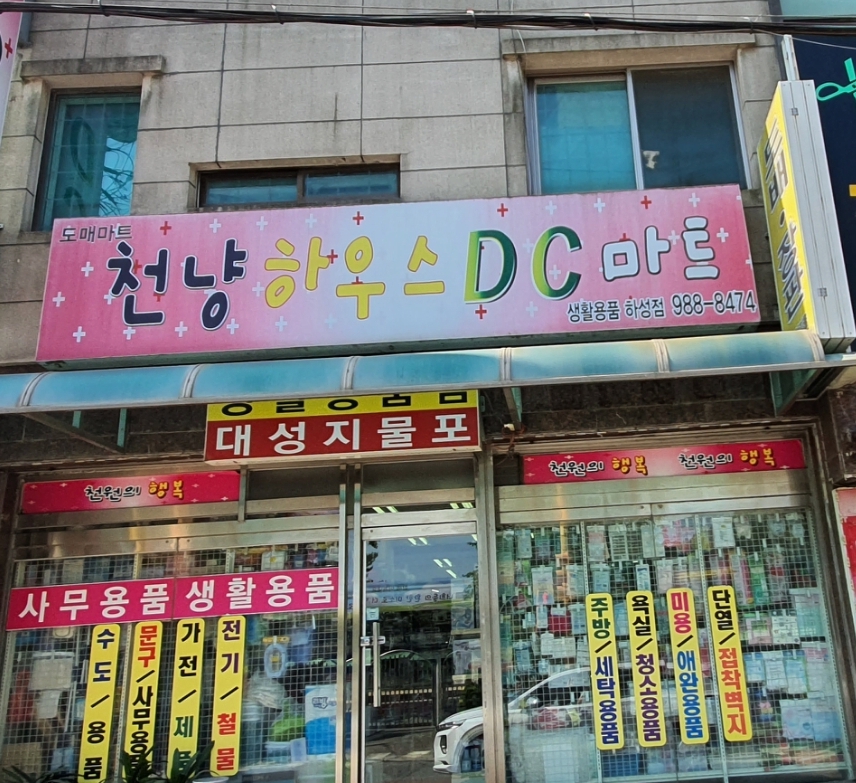 도매마트
천냥하우스DC마트
생활용품 하성점 988-8474
대성지물포
천원의 행복
천원의 행복 천원의 행복
사무용품 생활용품
수도/용품
문구/사무용품
가전/제품
전기/철물
주방/세탁용품
욕실/청소용품
미용/애완용품
단열/접착벽지